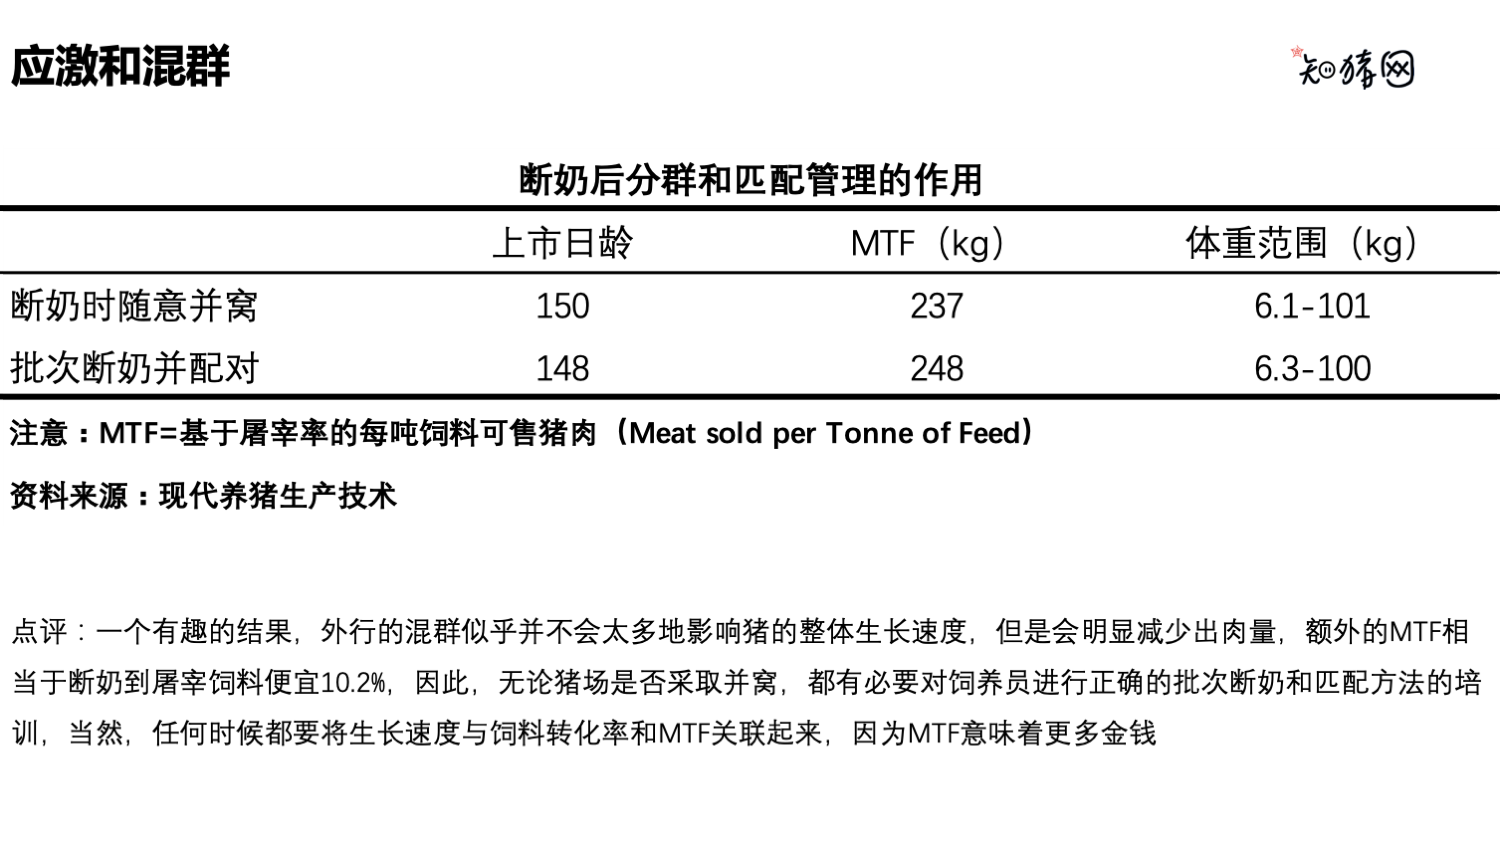 应激和混群
知猪网
断奶后分群和匹配管理的作用
上市日龄 MTF（kg） 体重范围（kg）
断奶时随意并窝 150 237 6.1-101
批次断奶并配对 148 248 6.3-100
注意：MTF=基于屠宰率的每吨饲料可售猪肉（Meat sold per Tonne of Feed）
资料来源：现代养猪生产技术
点评：一个有趣的结果，外行的混群似乎并不会太多地影响猪的整体生长速度，但是会明显减少出肉量，额外的MTF相
当于断奶到屠宰饲料便宜10.2%，因此，无论猪场是否采取并窝，都有必要对饲养员进行正确的批次断奶和匹配方法的培
训，当然，任何时候都要将生长速度与饲料转化率和MTF关联起来，因为MTF意味着更多金钱